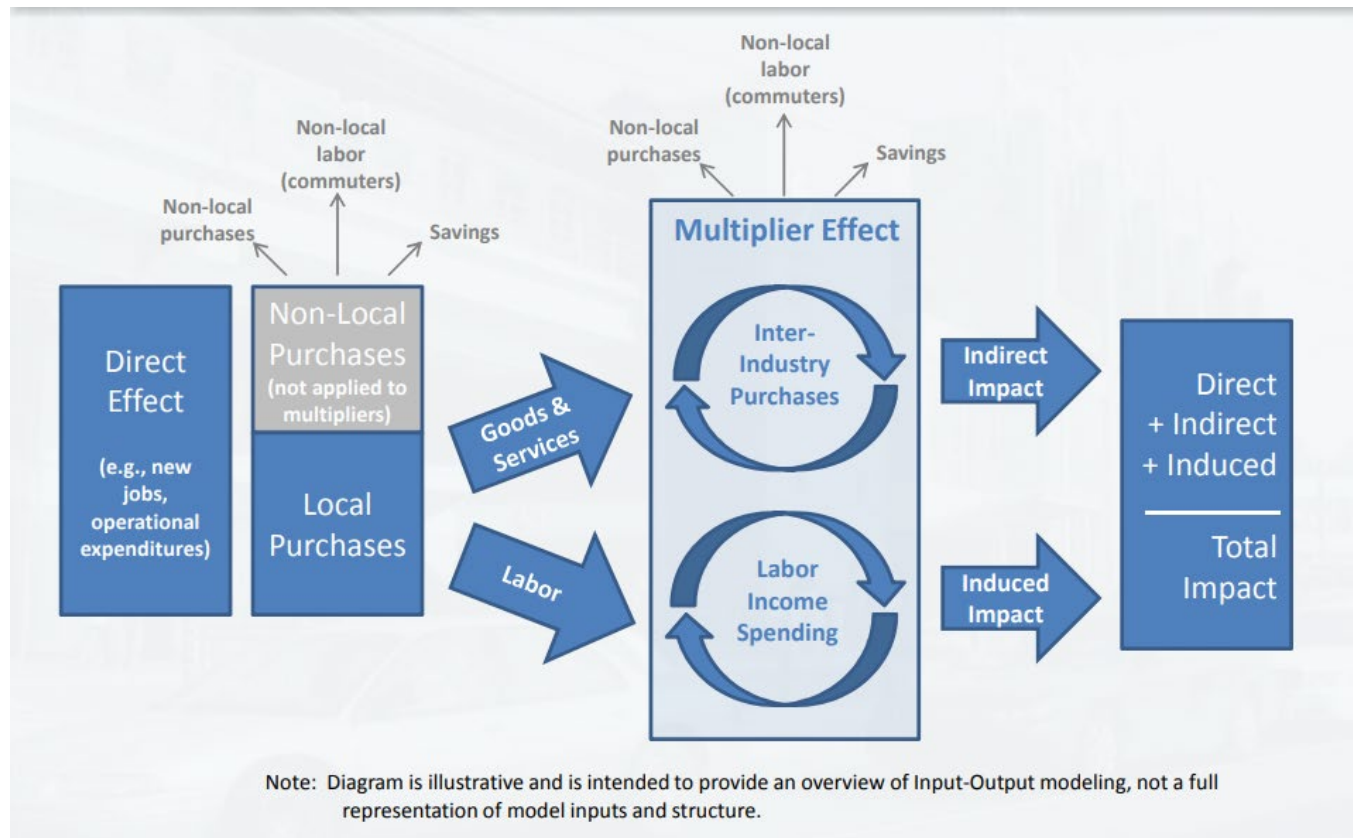 Non-local
labor
(commuters)
Non-local
purchases
Savings
Non-local
labor
(commuters)
Non-local
purchases
Savings
Direct
Effect
(e.g., new
jobs,
operational
expenditures)
Non-Local
Purchases
(not applied to
multipliers)
Local
Purchases
Goods &
Services
Labor
Multiplier Effect
Inter-
Industry
Purchases
Labor
Income
Spending
Indirect
Impact
Induced
Impact
Direct
+ Indirect
+ Induced
Total
Impact
Note: Diagram is illustrative and is intended to provide an overview of Input-Output modeling, not a full
representation of model inputs and structure.